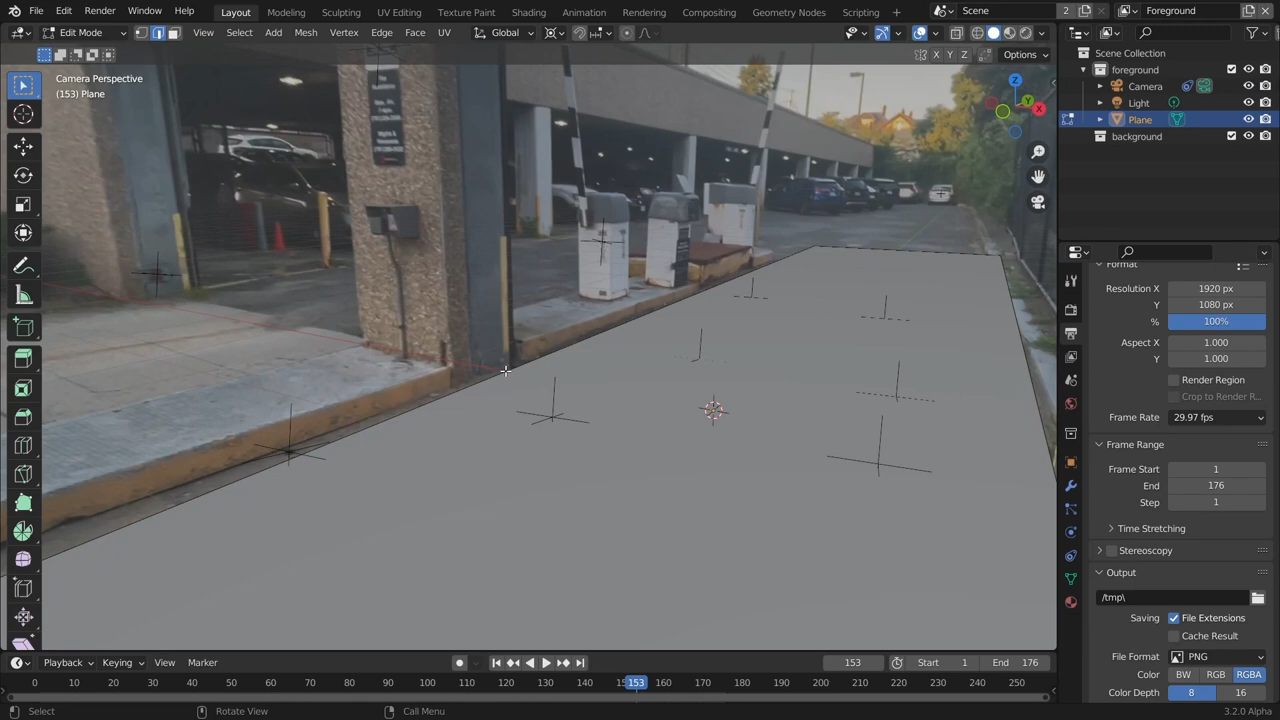 File Edit Render Window Help Layout Modeling Sculpting UV Editing Texture Paint Shading Animation Rendering Compositing Geometry Nodes Scripting Scene 2 Foreground
Edit Mode View Select Add Mesh Vertex Edge Face UV Global
X Y Z Options
Camera Perspective
(153) Plane
Z
Y
X
Scene Collection
foreground
Camera
Light
Plane
background
Format
Resolution X 1920 px
Y 1080 px
% 100%
Aspect X 1.000
Y 1.000
Render Region
Crop to Render R...
Frame Rate 29.97 fps
Frame Range
Frame Start 1
End 176
Step 1
Time Stretching
Stereoscopy
Output
/tmp\
Saving File Extensions
Cache Result
File Format PNG
Color BW RGB RGBA
Color Depth 8 16
Playback Keying View Marker 153 Start 1 End 176
0 10 20 30 40 50 60 70 80 90 100 110 120 130 140 153 160 170 180 190 200 210 220 230 240 250
Select Rotate View Call Menu 3.2.0 Alpha